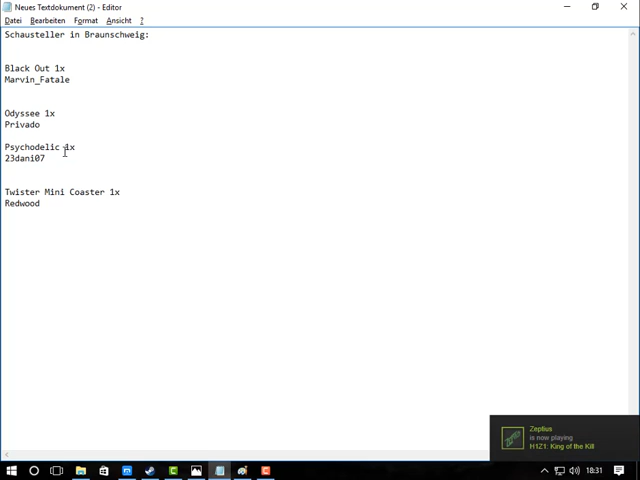 Neues Textdokument (2) - Editor
Datei Bearbeiten Format Ansicht ?
Schausteller in Braunschweig:
Black Out 1x
Marvin_Fatale
Odyssee 1x
Privado
Psychodelic 1x
23dani07
Twister Mini Coaster 1x
Redwood
Zeptius
is now playing
H1Z1: King of the Kill
18:31